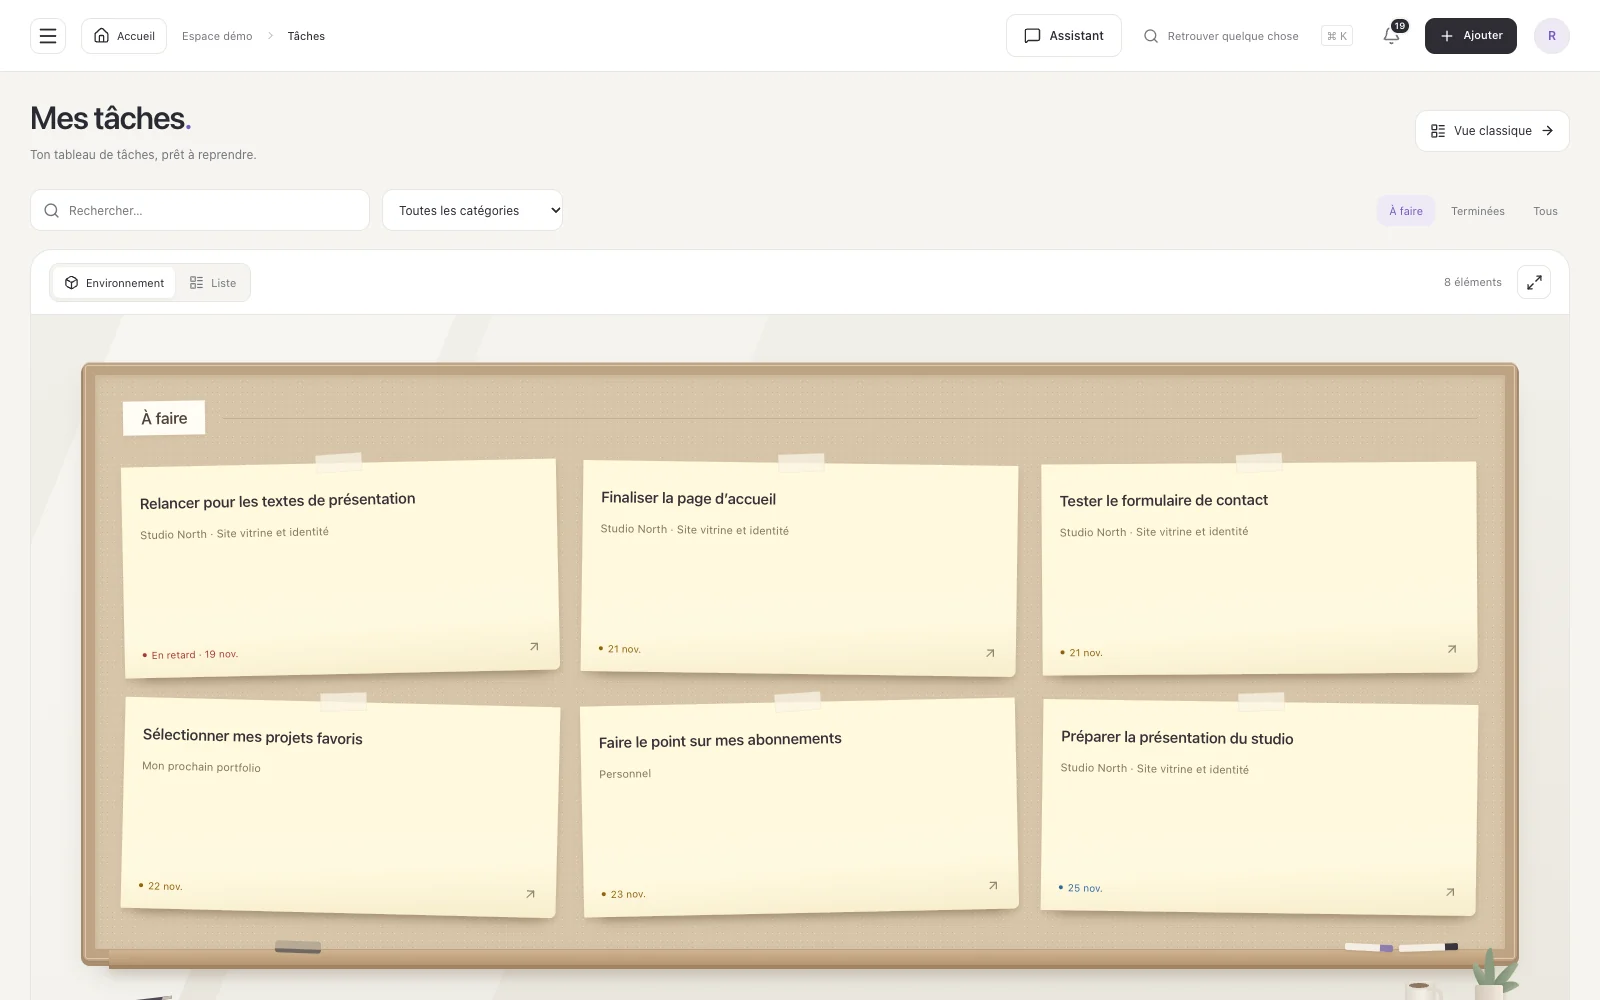 Accueil
Espace démo
Tâches
Assistant
Retrouver quelque chose
⌘ K
19
Ajouter
R
Mes tâches.
Ton tableau de tâches, prêt à reprendre.
Vue classique
Rechercher...
Toutes les catégories
À faire
Terminées
Tous
Environnement
Liste
8 éléments
À faire
Relancer pour les textes de présentation
Studio North · Site vitrine et identité
En retard · 19 nov.
Finaliser la page d’accueil
Studio North · Site vitrine et identité
21 nov.
Tester le formulaire de contact
Studio North · Site vitrine et identité
21 nov.
Sélectionner mes projets favoris
Mon prochain portfolio
22 nov.
Faire le point sur mes abonnements
Personnel
23 nov.
Préparer la présentation du studio
Studio North · Site vitrine et identité
25 nov.